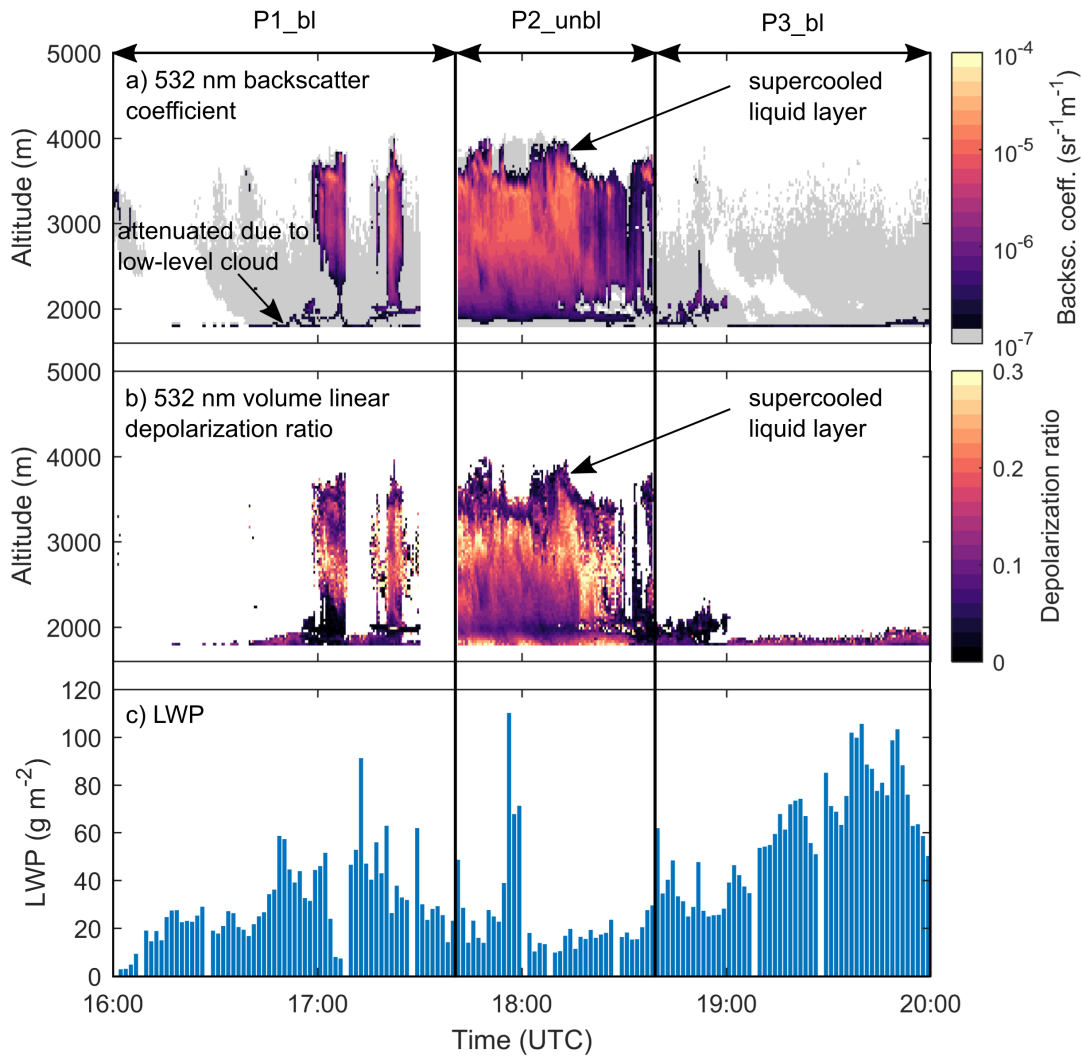 P1_bl
P2_unbl
P3_bl
a) 532 nm backscatter
coefficient
supercooled
liquid layer
attenuated due to
low-level cloud
5000
4000
3000
2000
Altitude (m)
10-4
10-5
10-6
10-7
Backsc. coeff. (sr-1m-1)
b) 532 nm volume linear
depolarization ratio
supercooled
liquid layer
5000
4000
3000
2000
Altitude (m)
0.3
0.2
0.1
0
Depolarization ratio
c) LWP
120
100
80
60
40
20
0
LWP (g m-2)
16:00
17:00
18:00
19:00
20:00
Time (UTC)